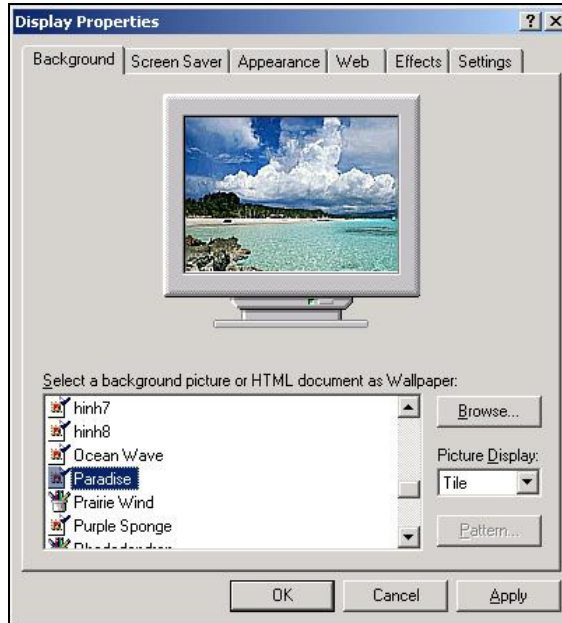 Display Properties
Background Screen Saver Appearance Web Effects Settings
Select a background picture or HTML document as Wallpaper:
hinh7
hinh8
Ocean Wave
Paradise
Prairie Wind
Purple Sponge
Browse...
Picture Display:
Tile
Pattern...
OK Cancel Apply